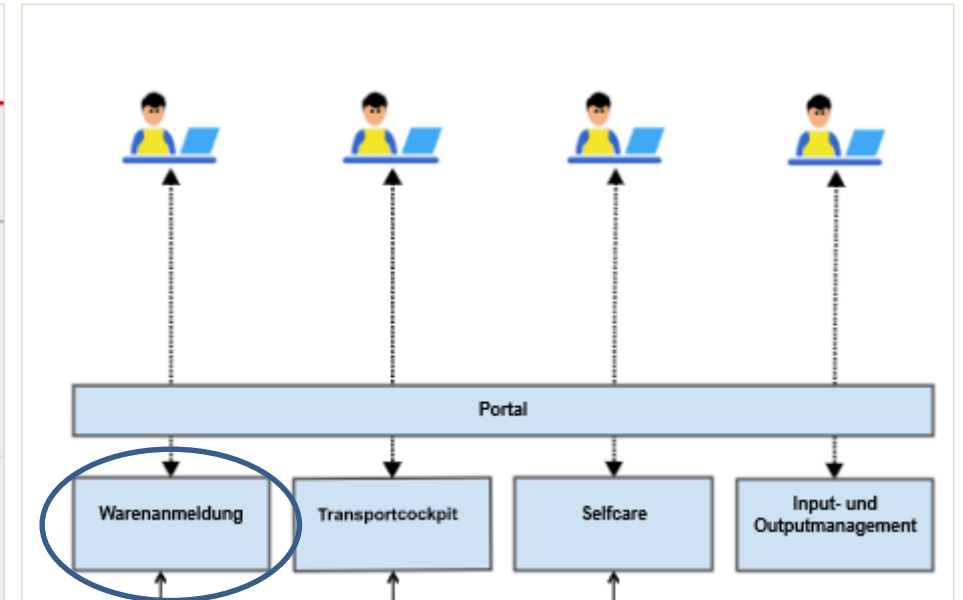 Portal
Warenanmeldung
Transportcockpit
Selfcare
Input- und
Outputmanagement